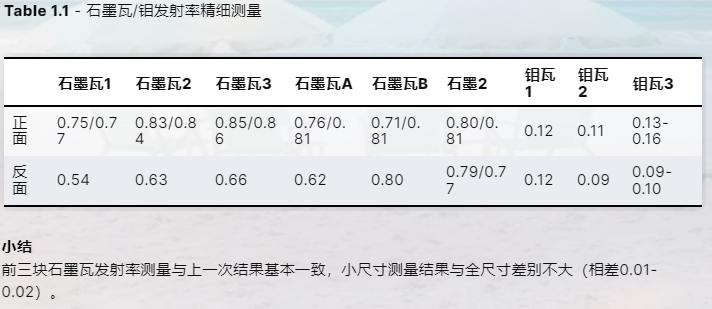 Table 1.1 - 石墨瓦/钼发射率精细测量
石墨瓦1 石墨瓦2 石墨瓦3 石墨瓦A 石墨瓦B 石墨2 钼瓦1 钼瓦2 钼瓦3
正面 0.75/0.77 0.83/0.84 0.85/0.86 0.76/0.81 0.71/0.81 0.80/0.81 0.12 0.11 0.13-0.16
反面 0.54 0.63 0.66 0.62 0.80 0.79/0.77 0.12 0.09 0.09-0.10
小结
前三块石墨瓦发射率测量与上一次结果基本一致，小尺寸测量结果与全尺寸差别不大（相差0.01-
0.02）。